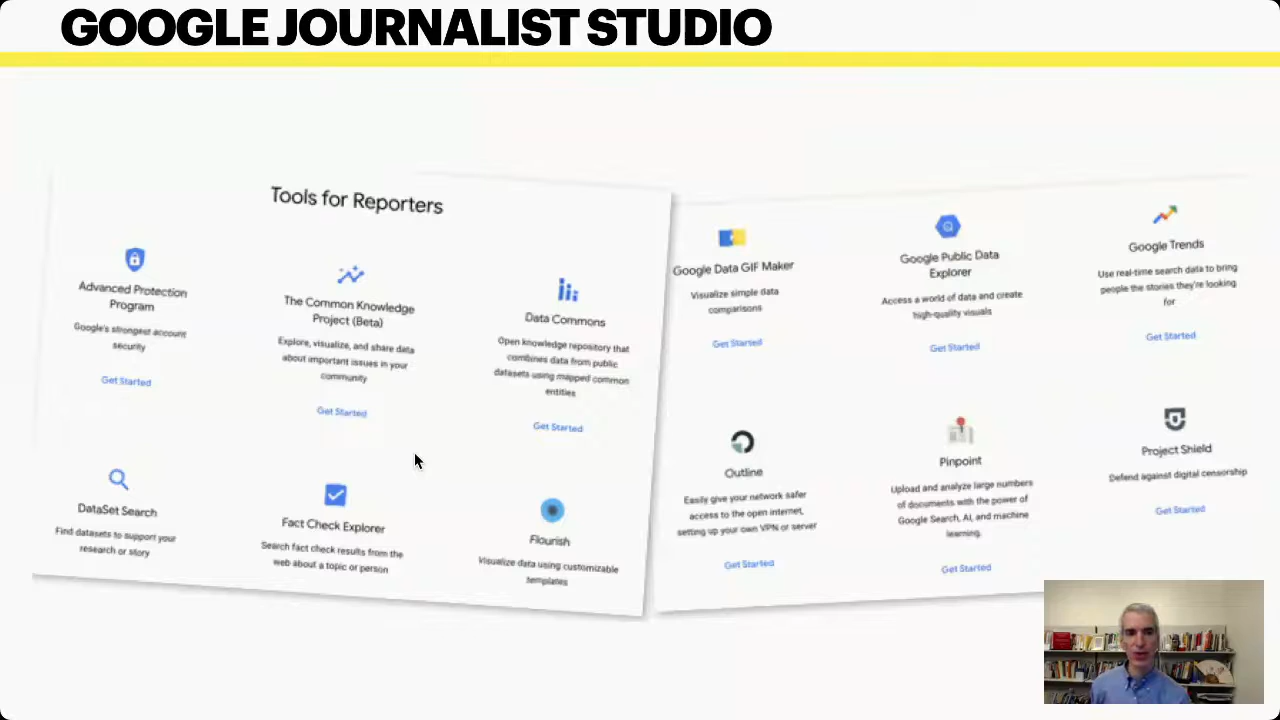 GOOGLE JOURNALIST STUDIO
Tools for Reporters
Advanced Protection
Program
Google's strongest account
security
Get Started
The Common Knowledge
Project (Beta)
Explore, visualize, and share data
about important issues in your
community
Get Started
Data Commons
Open knowledge repository that
combines data from public
datasets using mapped common
entities
Get Started
DataSet Search
Find datasets to support your
research or story
Fact Check Explorer
Search fact check results from the
web about a topic or person
Flourish
Visualize data using customizable
templates
Google Data GIF Maker
Visualize simple data
comparisons
Get Started
Google Public Data
Explorer
Access a world of data and create
high-quality visuals
Get Started
Google Trends
Use real-time search data to bring
people the stories they're looking
for
Get Started
Outline
Easily give your network safer
access to the open internet,
setting up your own VPN or server
Get Started
Pinpoint
Upload and analyze large numbers
of documents with the power of
Google Search, AI, and machine
learning.
Get Started
Project Shield
Defend against digital censorship
Get Started